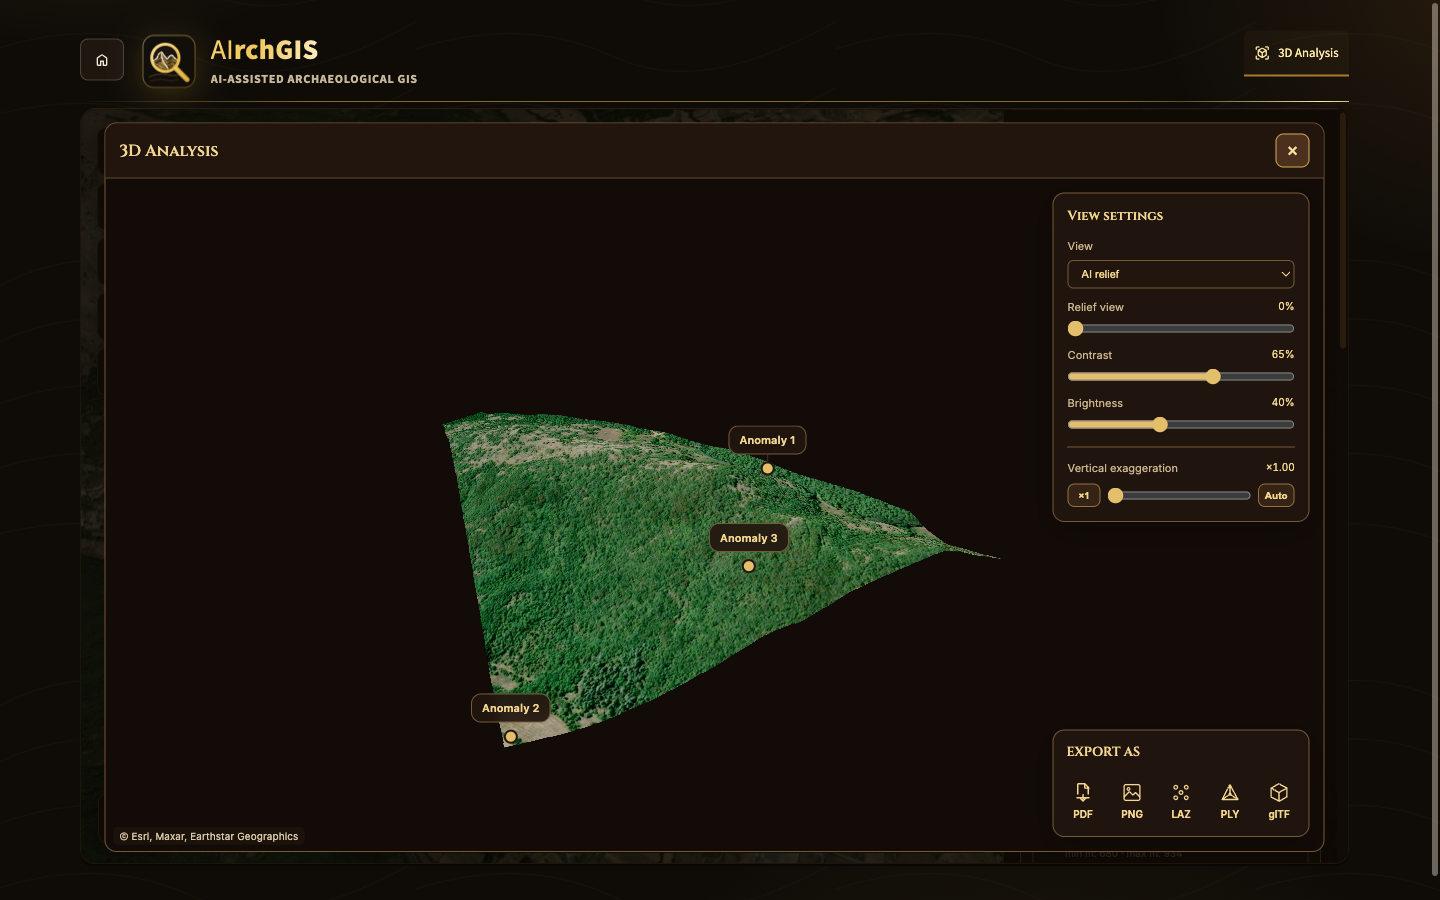 AIrchGIS
AI-ASSISTED ARCHAEOLOGICAL GIS
3D Analysis
3D Analysis
View settings
View
AI relief
Relief view 0%
Contrast 65%
Brightness 40%
Vertical exaggeration ×1.00
×1 Auto
Anomaly 1
Anomaly 3
Anomaly 2
Export as
PDF PNG LAZ PLY glTF
© Esri, Maxar, Earthstar Geographics